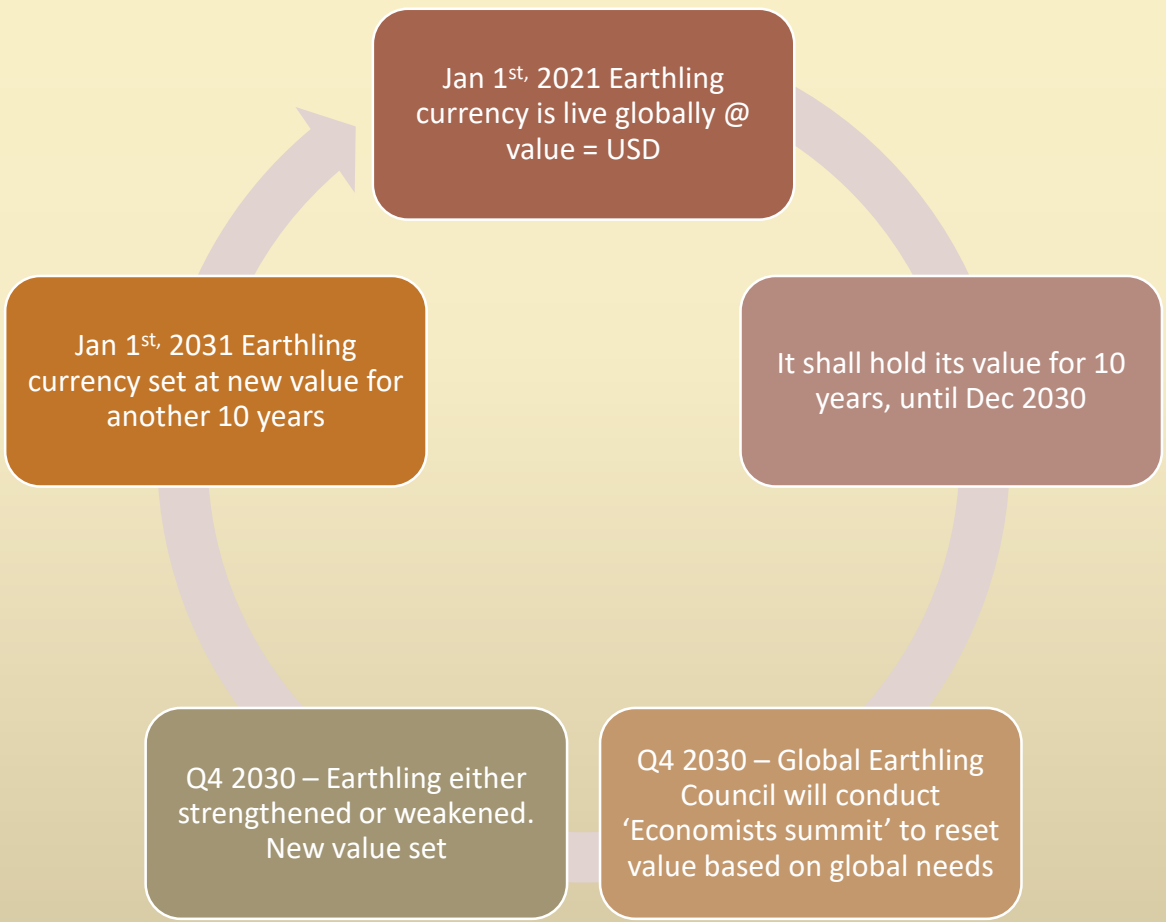 Jan 1st, 2021 Earthling
currency is live globally @
value = USD
It shall hold its value for 10
years, until Dec 2030
Q4 2030 – Global Earthling
Council will conduct
‘Economists summit’ to reset
value based on global needs
Q4 2030 – Earthling either
strengthened or weakened.
New value set
Jan 1st, 2031 Earthling
currency set at new value for
another 10 years